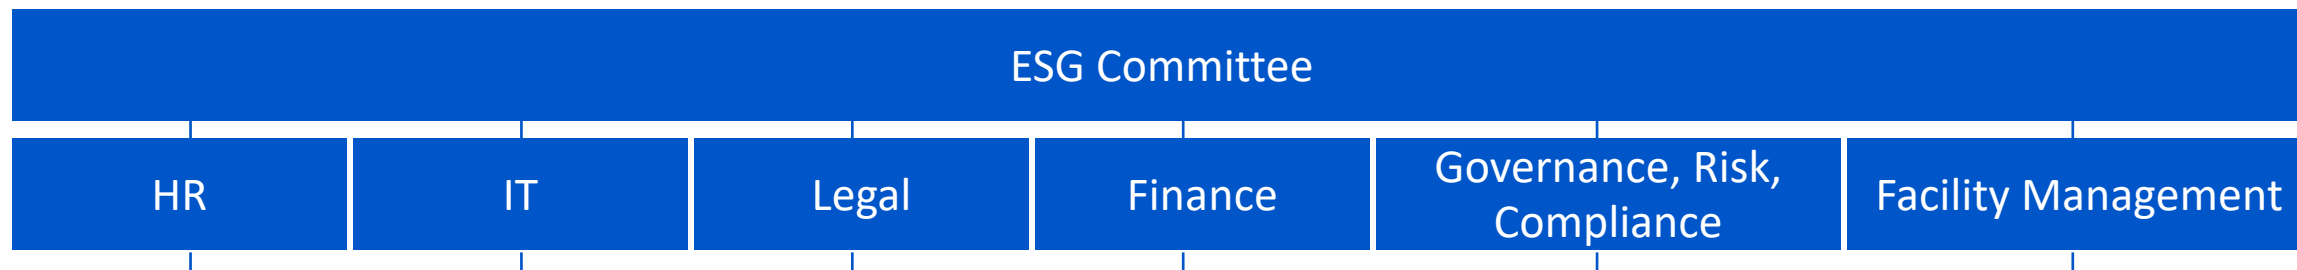 ESG Committee
HR
IT
Legal
Finance
Governance, Risk,
Compliance
Facility Management